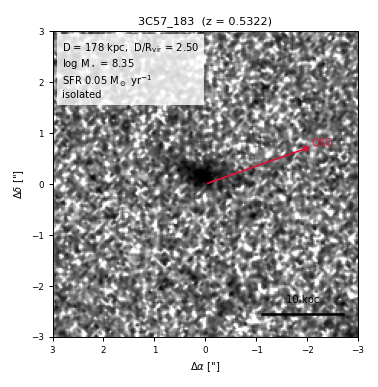 3C57_183 (z = 0.5322)
D = 178 kpc, D/Rvir = 2.50
log M⋆ = 8.35
SFR 0.05 M⊙ yr⁻¹
isolated
3
2
1
0
−1
−2
−3
Δδ ["]
10 kpc
3 2 1 0 −1 −2 −3
Δα ["]